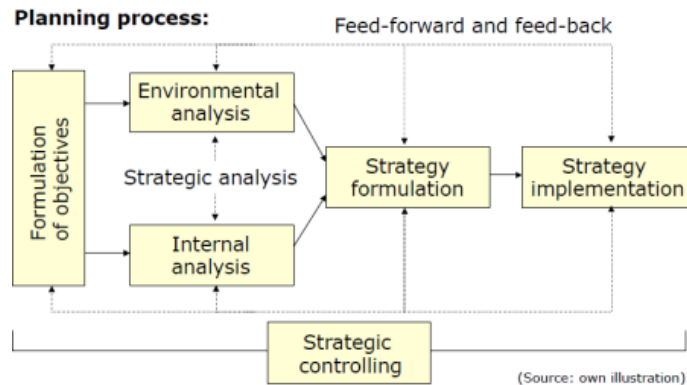 Planning process:
Feed-forward and feed-back
Formulation
of objectives
Environmental
analysis
Strategic analysis
Internal
analysis
Strategy
formulation
Strategy
implementation
Strategic
controlling
(Source: own illustration)